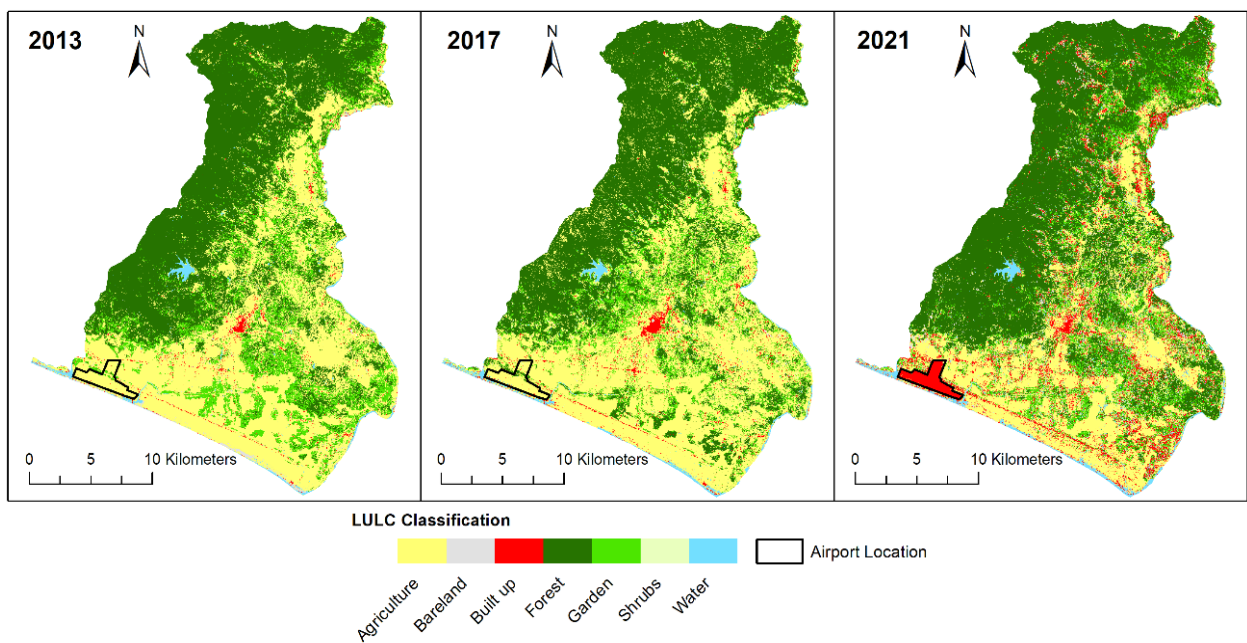 2013
N
2017
N
2021
N
0 5 10 Kilometers
0 5 10 Kilometers
0 5 10 Kilometers
LULC Classification
Agriculture
Bareland
Built up
Forest
Garden
Shrubs
Water
Airport Location